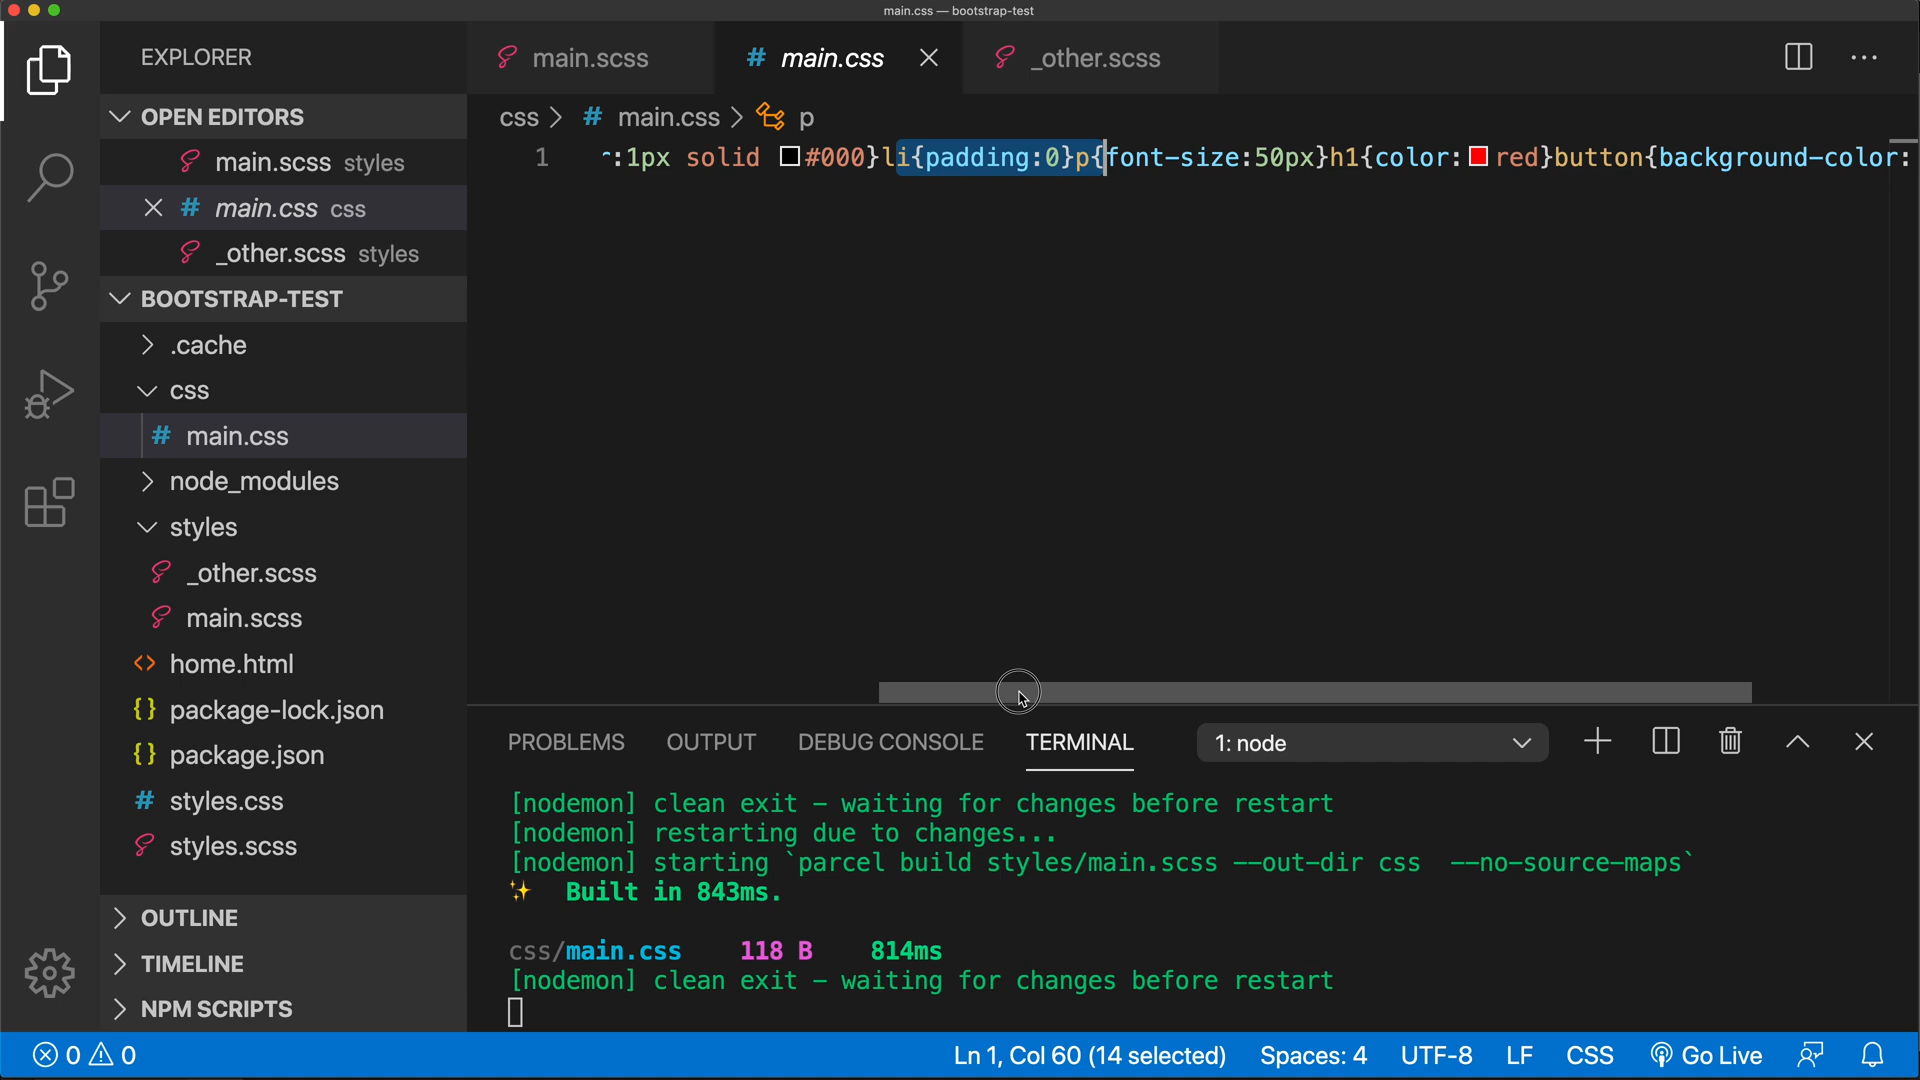 main.css — bootstrap-test
EXPLORER
main.scss
# main.css
_other.scss
OPEN EDITORS
css > # main.css > p
main.scss styles
1 :1px solid #000}li{padding:0}p{font-size:50px}h1{color:red}button{background-color:
# main.css css
_other.scss styles
BOOTSTRAP-TEST
.cache
css
# main.css
node_modules
styles
_other.scss
main.scss
<> home.html
{} package-lock.json
{} package.json
# styles.css
styles.scss
OUTLINE
TIMELINE
NPM SCRIPTS
PROBLEMS OUTPUT DEBUG CONSOLE TERMINAL 1: node
[nodemon] clean exit - waiting for changes before restart
[nodemon] restarting due to changes...
[nodemon] starting `parcel build styles/main.scss --out-dir css --no-source-maps`
✨ Built in 843ms.
css/main.css 118 B 814ms
[nodemon] clean exit - waiting for changes before restart
0 0 Ln 1, Col 60 (14 selected) Spaces: 4 UTF-8 LF CSS Go Live